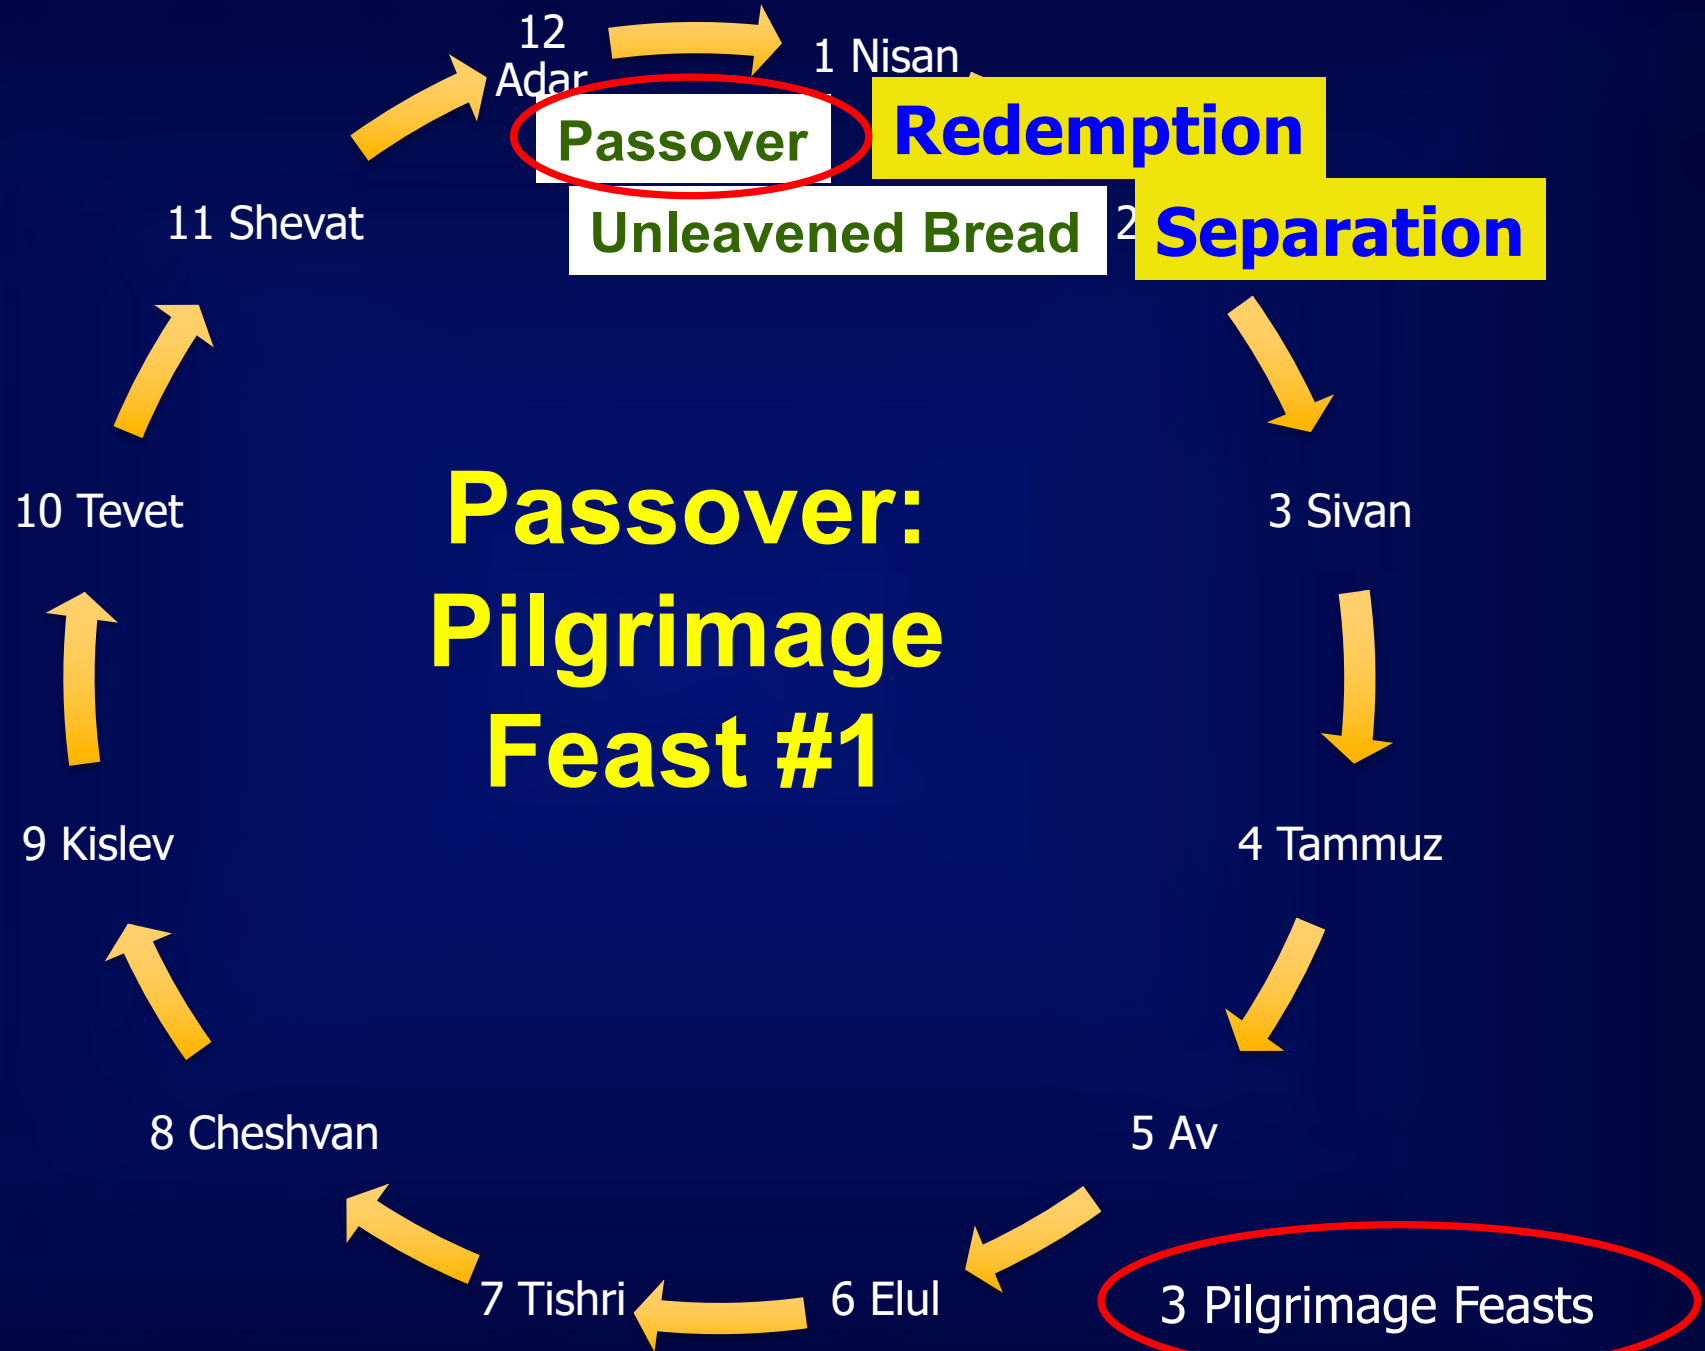 12
Adar
1 Nisan
Passover
Redemption
Unleavened Bread
2
Separation
11 Shevat
10 Tevet
3 Sivan
Passover:
Pilgrimage
Feast #1
9 Kislev
4 Tammuz
8 Cheshvan
5 Av
7 Tishri
6 Elul
3 Pilgrimage Feasts